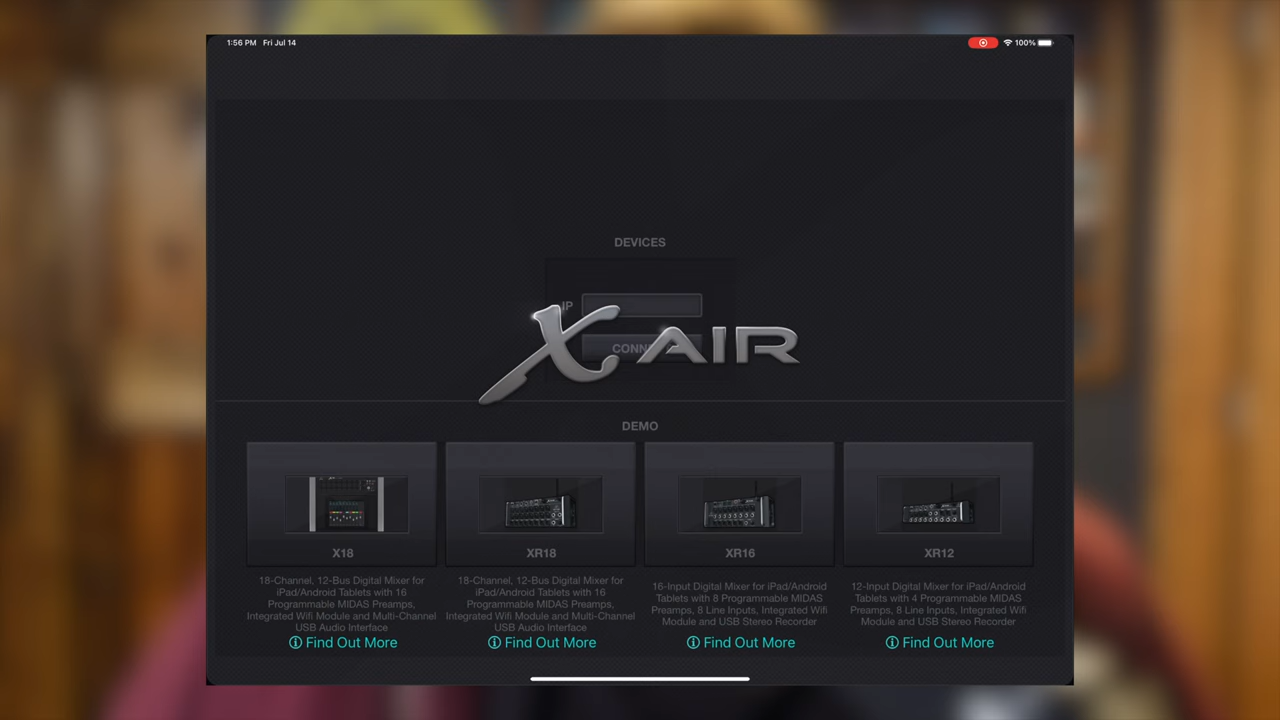 1:56 PM Fri Jul 14
100%
DEVICES
IP
CONN
X AIR
DEMO
X18
XR18
XR16
XR12
18-Channel, 12-Bus Digital Mixer for
iPad/Android Tablets with 16
Programmable MIDAS Preamps,
Integrated Wifi Module and Multi-Channel
USB Audio Interface
18-Channel, 12-Bus Digital Mixer for
iPad/Android Tablets with 16
Programmable MIDAS Preamps,
Integrated Wifi Module and Multi-Channel
USB Audio Interface
16-Input Digital Mixer for iPad/Android
Tablets with 8 Programmable MIDAS
Preamps, 8 Line Inputs, Integrated Wifi
Module and USB Stereo Recorder
12-Input Digital Mixer for iPad/Android
Tablets with 4 Programmable MIDAS
Preamps, 8 Line Inputs, Integrated Wifi
Module and USB Stereo Recorder
Find Out More
Find Out More
Find Out More
Find Out More